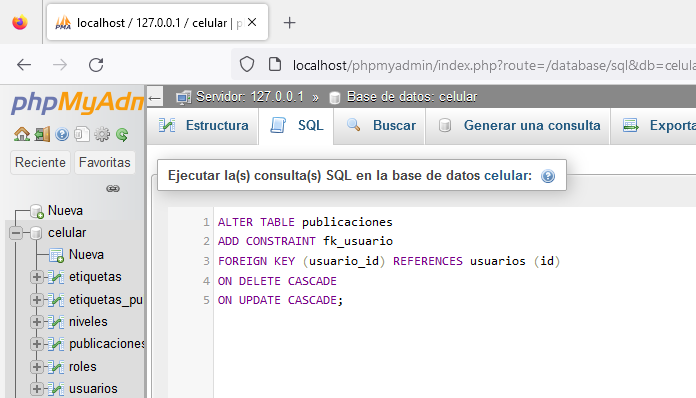 localhost / 127.0.0.1 / celular | p
localhost/phpmyadmin/index.php?route=/database/sql&db=celula
phpMyAdm
Servidor: 127.0.0.1 » Base de datos: celular
Estructura SQL Buscar Generar una consulta Exporta
Reciente Favoritas
Ejecutar la(s) consulta(s) SQL en la base de datos celular:
Nueva
celular
Nueva
etiquetas
etiquetas_pu
niveles
publicaciones
roles
usuarios
1 ALTER TABLE publicaciones
2 ADD CONSTRAINT fk_usuario
3 FOREIGN KEY (usuario_id) REFERENCES usuarios (id)
4 ON DELETE CASCADE
5 ON UPDATE CASCADE;